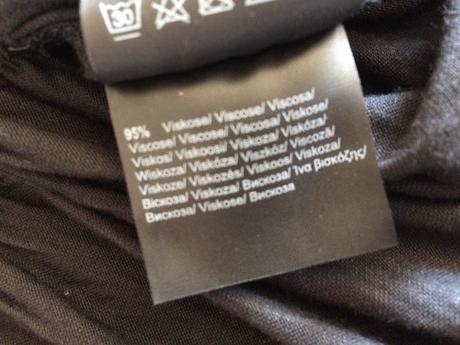 30
95% Viskose/ Viscose/ Viscosa/
Viscose/ Viscose/ Viscosa/ Viskose/
Viskos/ Viskoosi/ Viskoza/ Viskóza/
Wiskoza/ Viskóza/ Viszkóz/ Viscoză/
Viskoze/ Viskozės/ Viskoos/ Viskoza/
Віскоза/ Viskoza/ Вискоза/ Ίνα βισκόζης/
Вискоза/ Viskose/ Вискоза